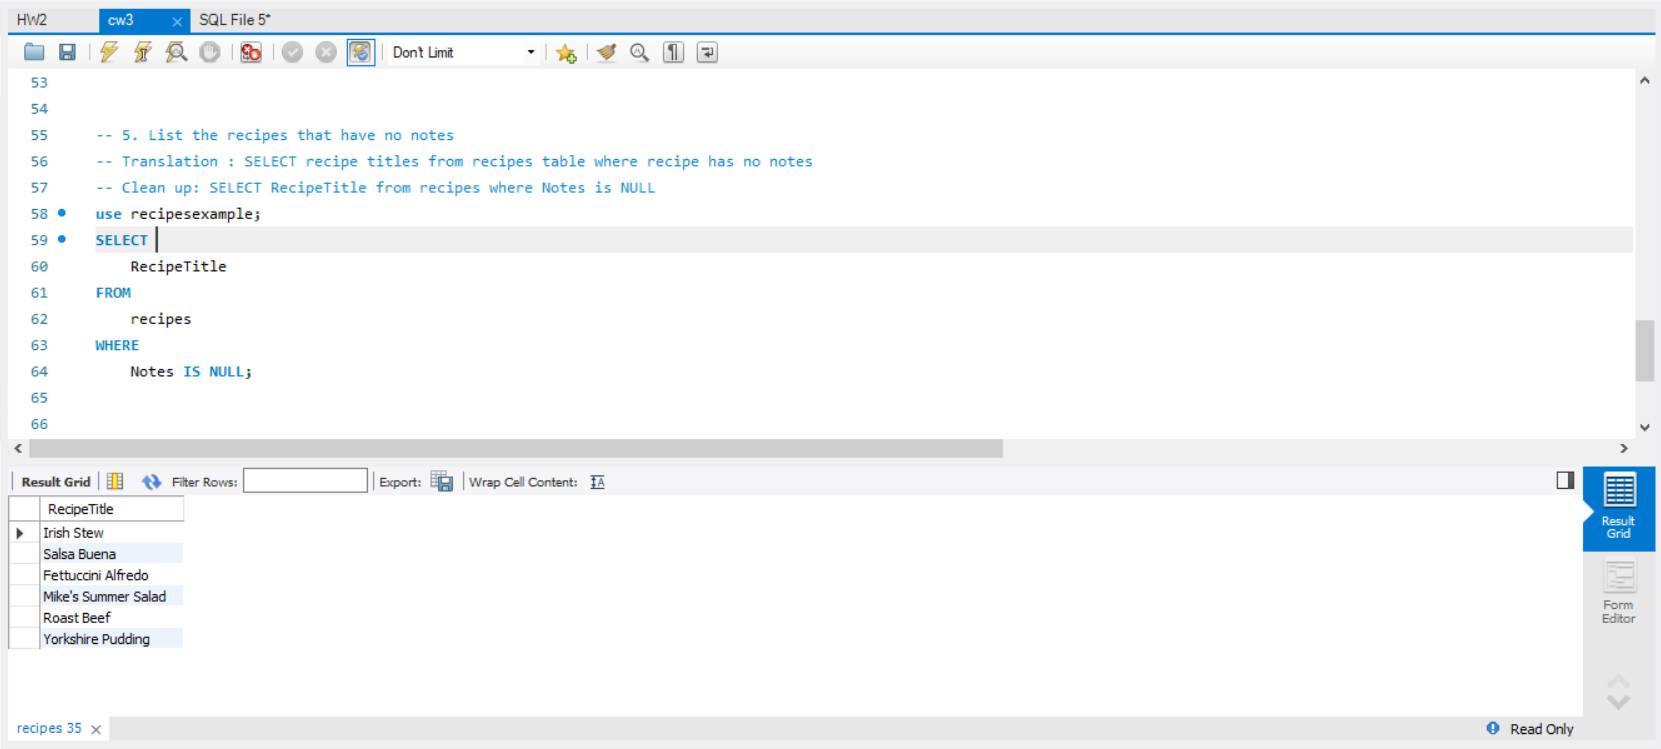 HW2 cw3 SQL File 5*
Don't Limit
53
54
55 -- 5. List the recipes that have no notes
56 -- Translation : SELECT recipe titles from recipes table where recipe has no notes
57 -- Clean up: SELECT RecipeTitle from recipes where Notes is NULL
58 use recipesexample;
59 SELECT
60 RecipeTitle
61 FROM
62 recipes
63 WHERE
64 Notes IS NULL;
65
66
Result Grid Filter Rows: Export: Wrap Cell Content:
RecipeTitle
Irish Stew
Salsa Buena
Fettuccini Alfredo
Mike's Summer Salad
Roast Beef
Yorkshire Pudding
Result
Grid
Form
Editor
recipes 35 Read Only